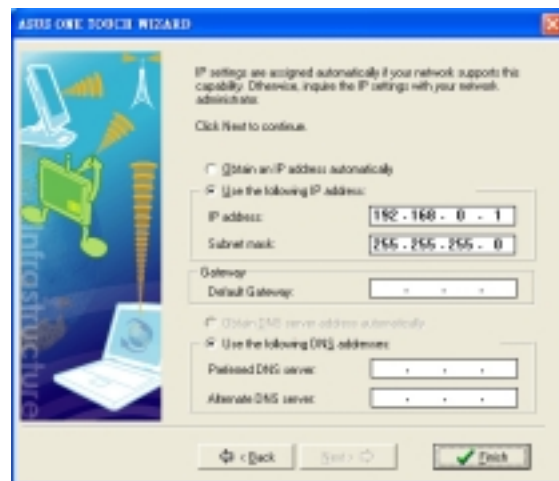 ASUS ONE TOUCH WIZARD
IP settings are assigned automatically if your network supports this
capability. Otherwise, inquire the IP settings with your network
administrator.
Click Next to continue.
Obtain an IP address automatically
Use the following IP address:
IP address: 192 . 168 . 0 . 1
Subnet mask: 255 . 255 . 255 . 0
Gateway
Default Gateway: . . .
Obtain DNS server address automatically
Use the following DNS addresses:
Preferred DNS server: . . .
Alternate DNS server: . . .
Infrastructure
< Back
Next >
Finish